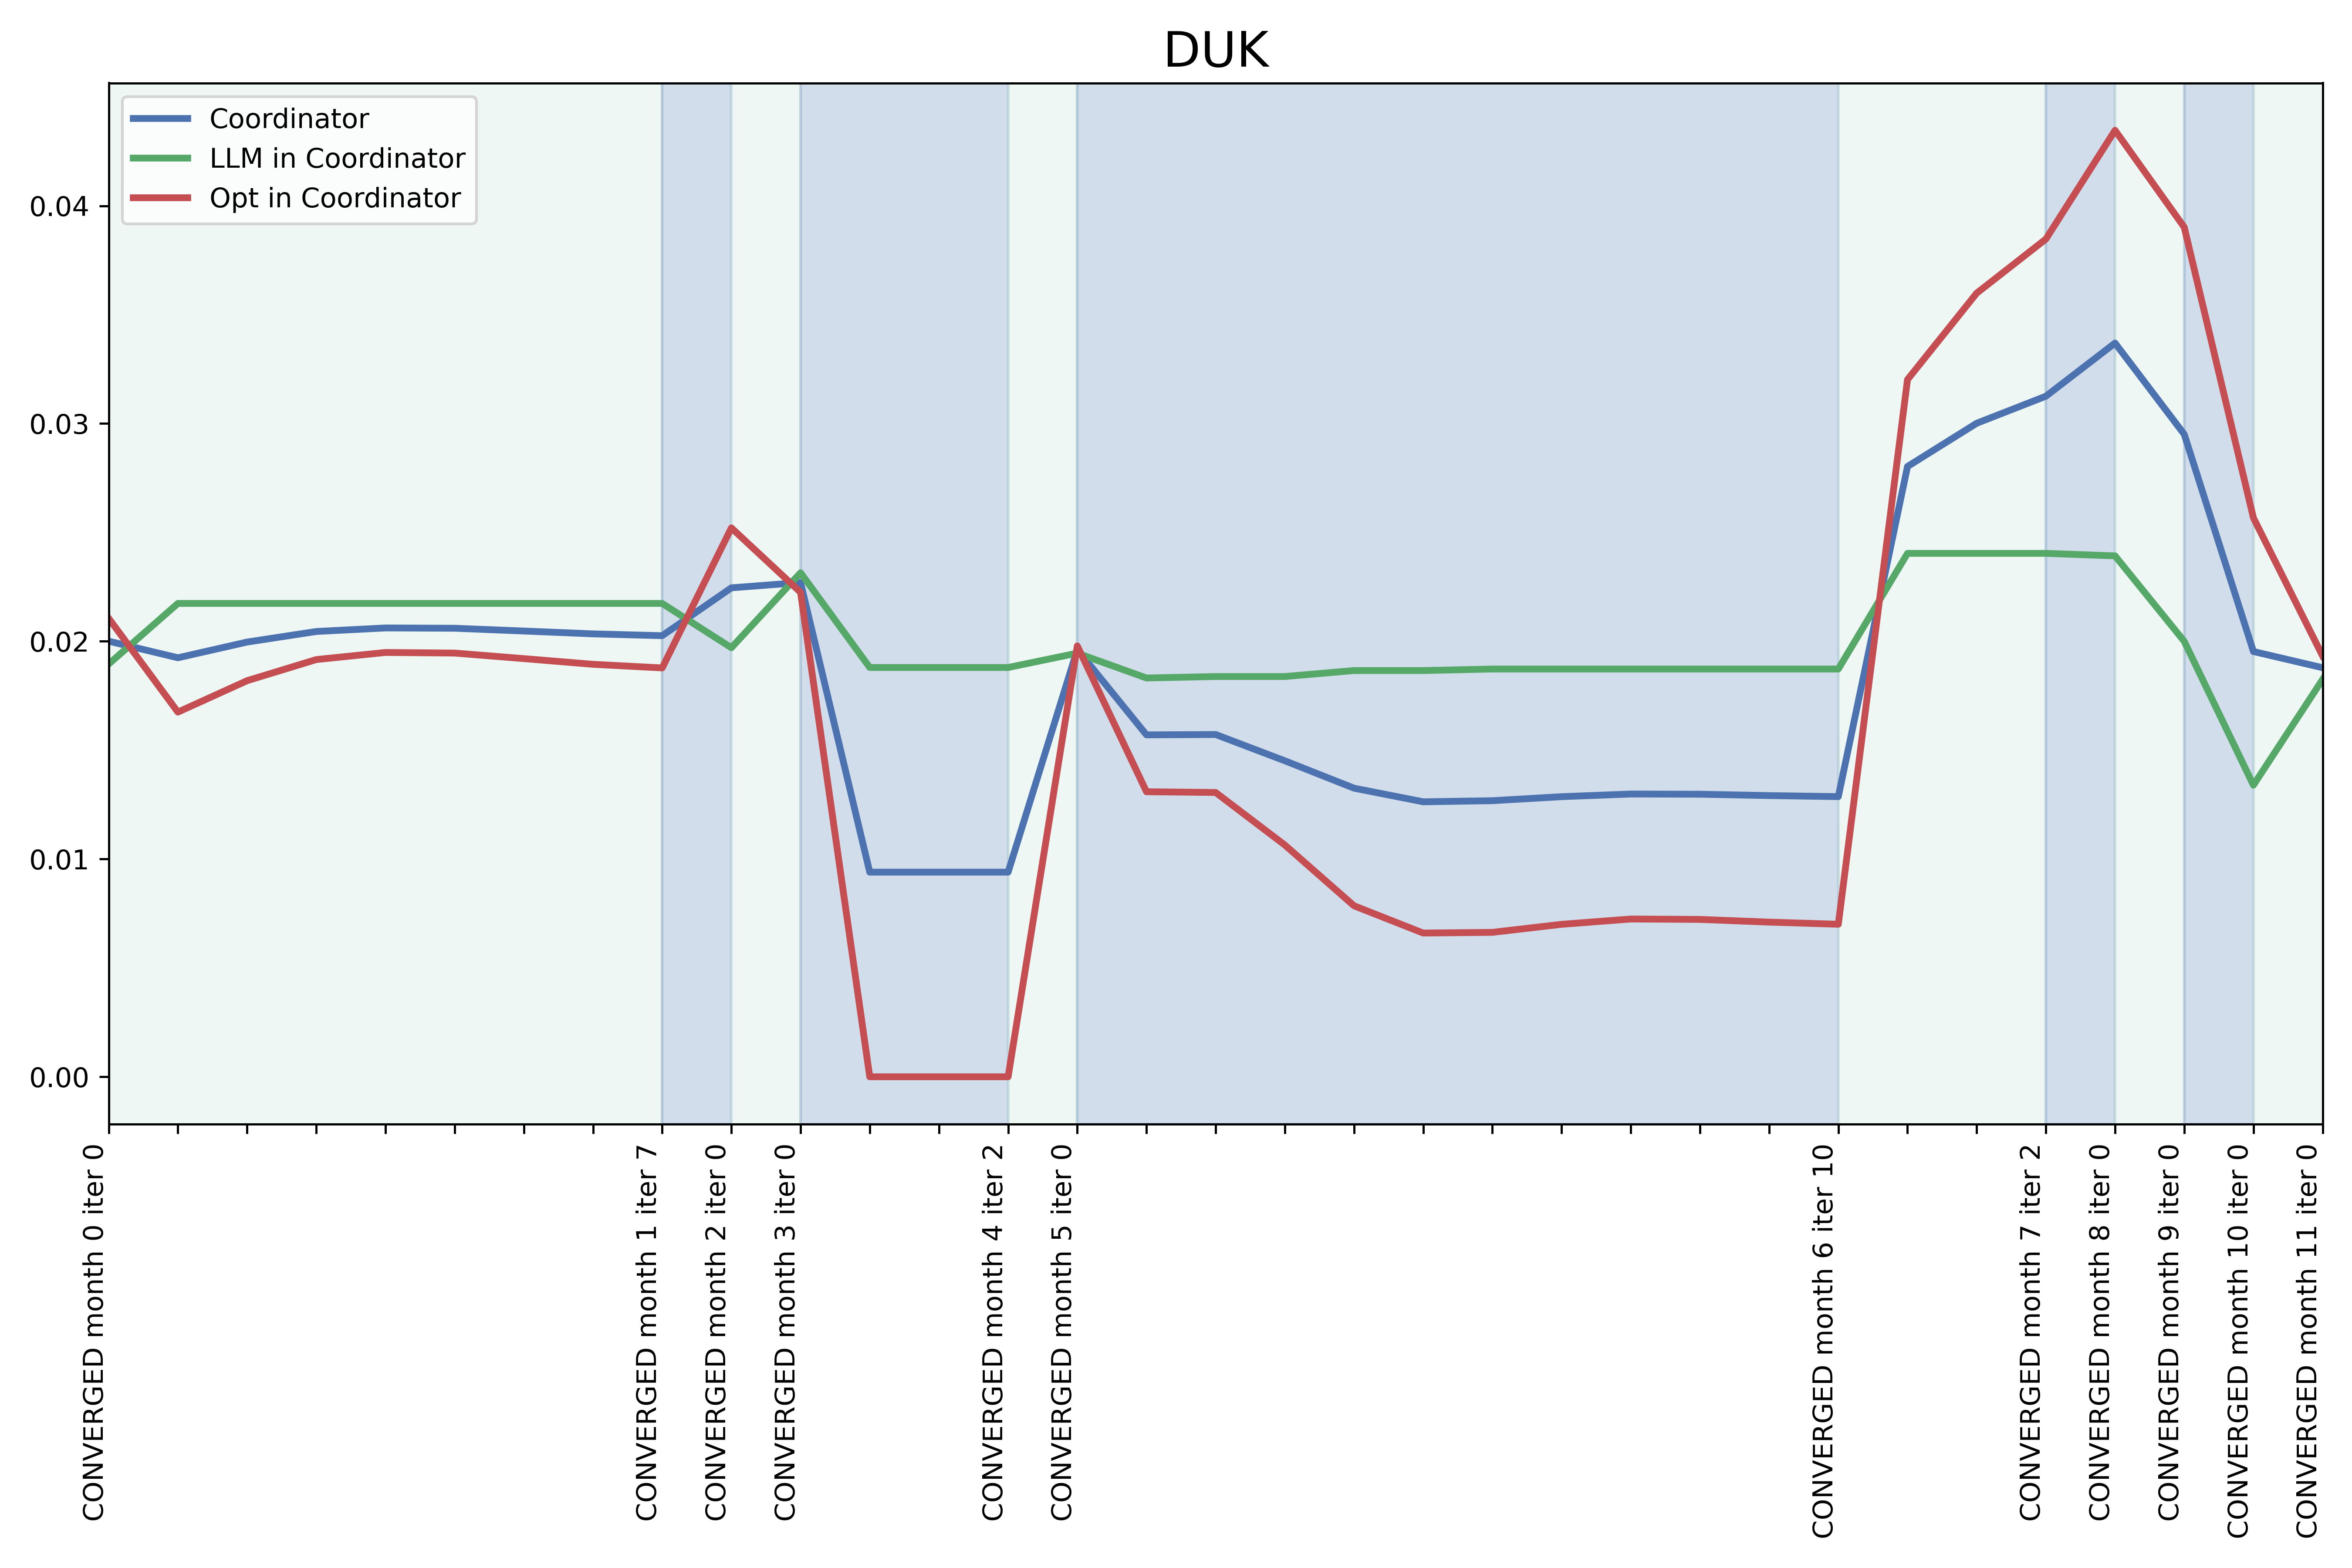 DUK
Coordinator
LLM in Coordinator
Opt in Coordinator
0.04
0.03
0.02
0.01
0.00
CONVERGED month 0 iter 0
CONVERGED month 1 iter 7
CONVERGED month 2 iter 0
CONVERGED month 3 iter 0
CONVERGED month 4 iter 2
CONVERGED month 5 iter 0
CONVERGED month 6 iter 10
CONVERGED month 7 iter 2
CONVERGED month 8 iter 0
CONVERGED month 9 iter 0
CONVERGED month 10 iter 0
CONVERGED month 11 iter 0